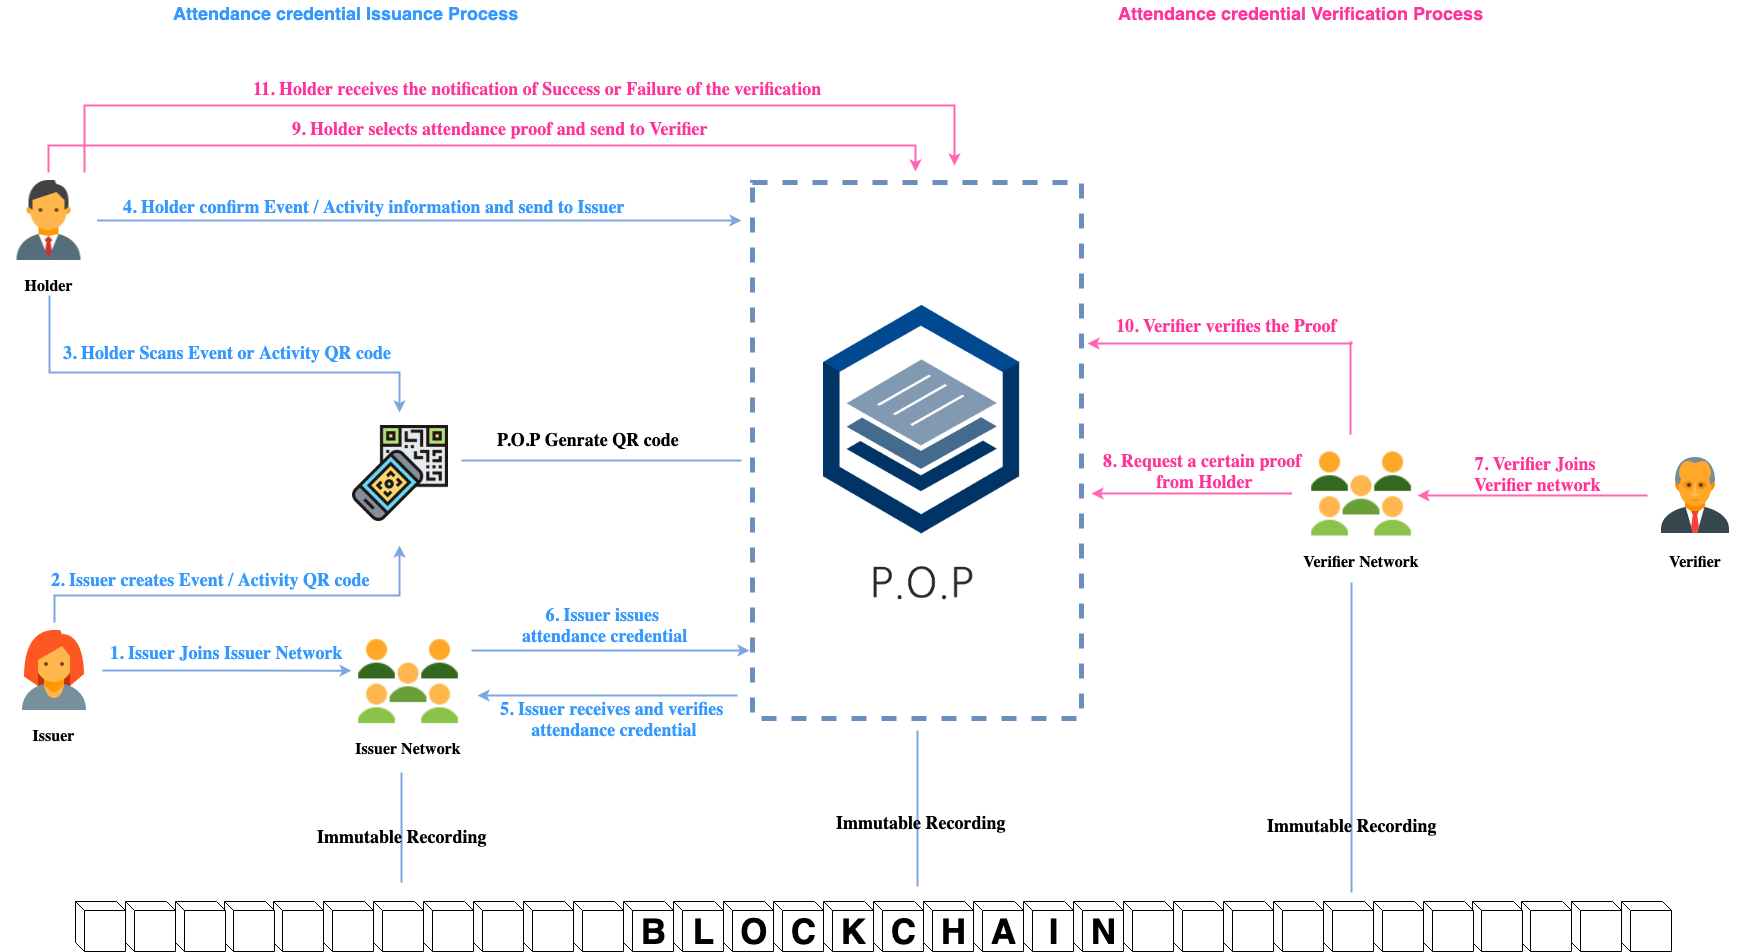 Attendance credential Issuance Process
Attendance credential Verification Process
11. Holder receives the notification of Success or Failure of the verification
9. Holder selects attendance proof and send to Verifier
4. Holder confirm Event / Activity information and send to Issuer
Holder
10. Verifier verifies the Proof
3. Holder Scans Event or Activity QR code
P.O.P Genrate QR code
8. Request a certain proof
from Holder
7. Verifier Joins
Verifier network
Verifier Network
Verifier
P.O.P
2. Issuer creates Event / Activity QR code
6. Issuer issues
attendance credential
1. Issuer Joins Issuer Network
5. Issuer receives and verifies
attendance credential
Issuer
Issuer Network
Immutable Recording
Immutable Recording
Immutable Recording
BLOCKCHAIN